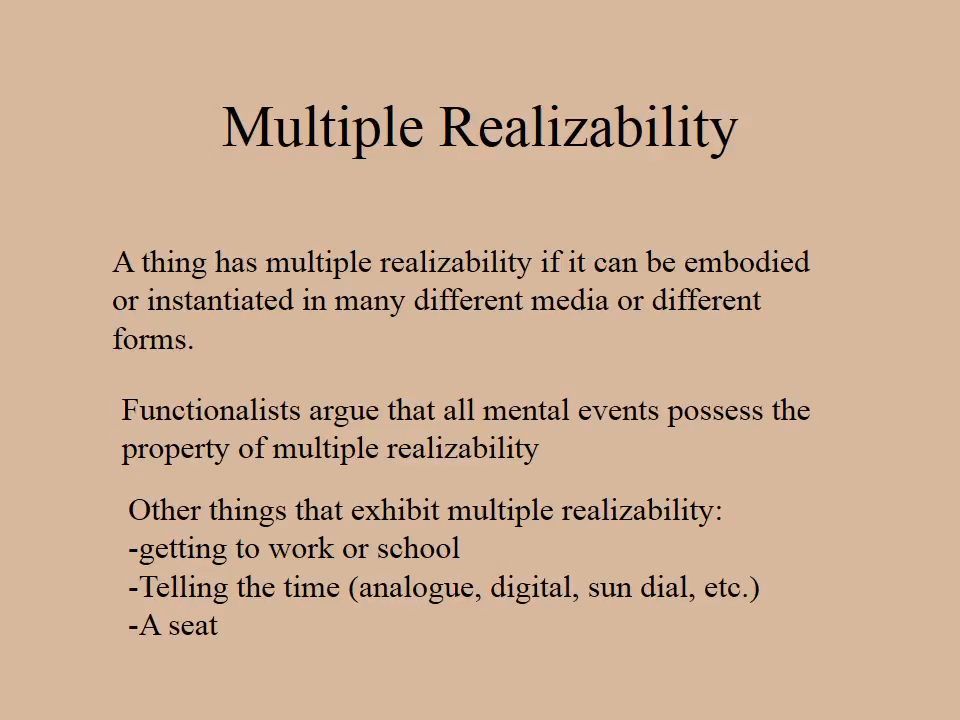 Multiple Realizability
A thing has multiple realizability if it can be embodied
or instantiated in many different media or different
forms.
Functionalists argue that all mental events possess the
property of multiple realizability
Other things that exhibit multiple realizability:
-getting to work or school
-Telling the time (analogue, digital, sun dial, etc.)
-A seat